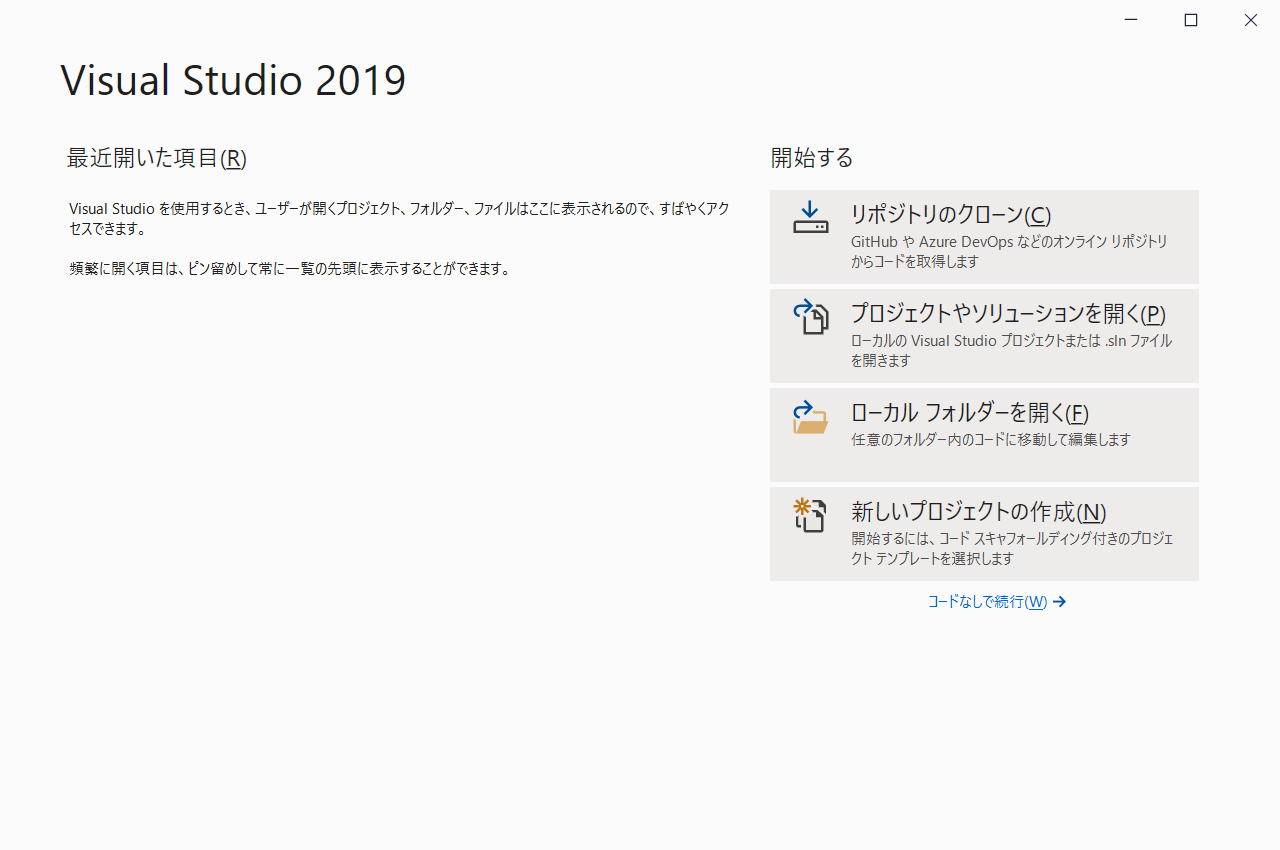 Visual Studio 2019
最近開いた項目(R)
Visual Studio を使用するとき、ユーザーが開くプロジェクト、フォルダー、ファイルはここに表示されるので、すばやくアク
セスできます。
頻繁に開く項目は、ピン留めして常に一覧の先頭に表示することができます。
開始する
リポジトリのクローン(C)
GitHub や Azure DevOps などのオンライン リポジトリ
からコードを取得します
プロジェクトやソリューションを開く(P)
ローカルの Visual Studio プロジェクトまたは .sln ファイル
を開きます
ローカル フォルダーを開く(F)
任意のフォルダー内のコードに移動して編集します
新しいプロジェクトの作成(N)
開始するには、コード スキャフォールディング付きのプロジェ
クト テンプレートを選択します
コードなしで続行(W) →